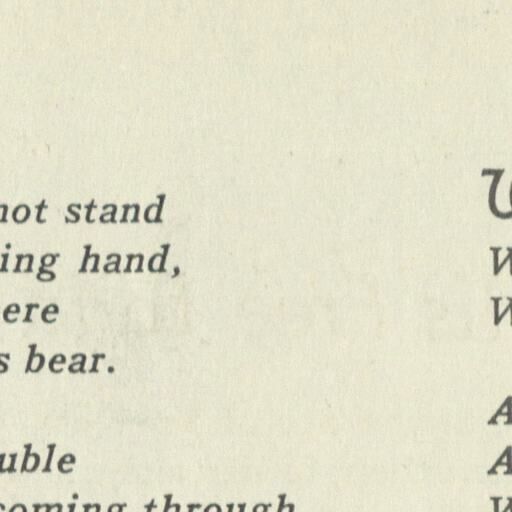 not stand
ing hand,
ere
s bear.
uble
coming through
W
W
W
A
A
W